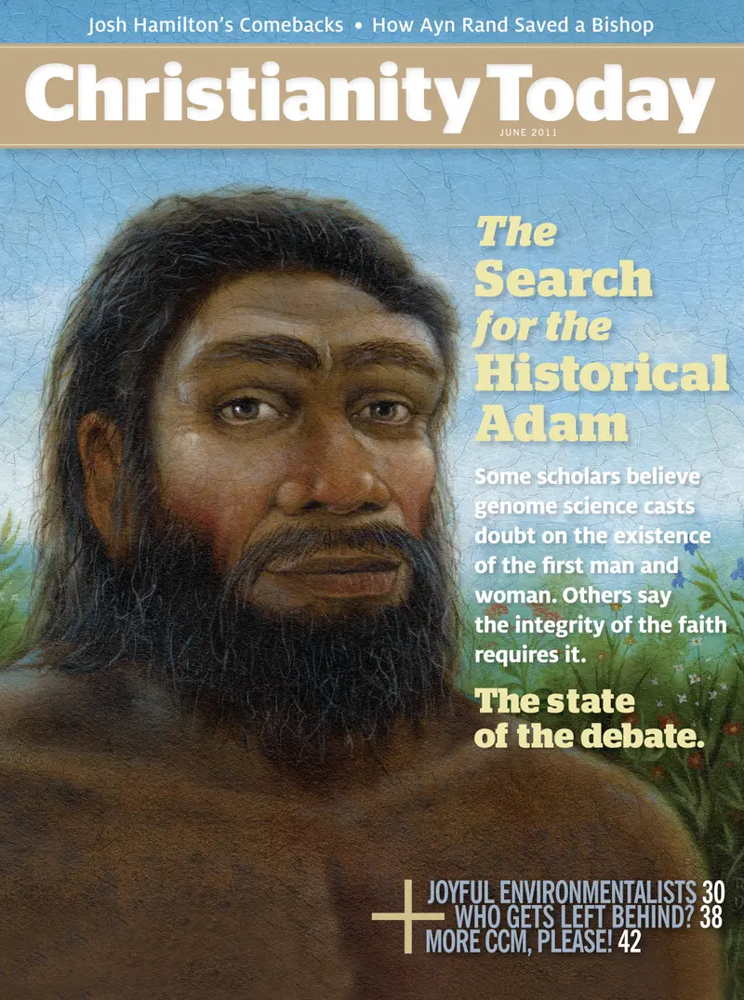 Josh Hamilton's Comebacks • How Ayn Rand Saved a Bishop
Christianity Today
JUNE 2011
The
Search
for the
Historical
Adam
Some scholars believe
genome science casts
doubt on the existence
of the first man and
woman. Others say
the integrity of the faith
requires it.
The state
of the debate.
JOYFUL ENVIRONMENTALISTS 30
WHO GETS LEFT BEHIND? 38
MORE CCM, PLEASE! 42